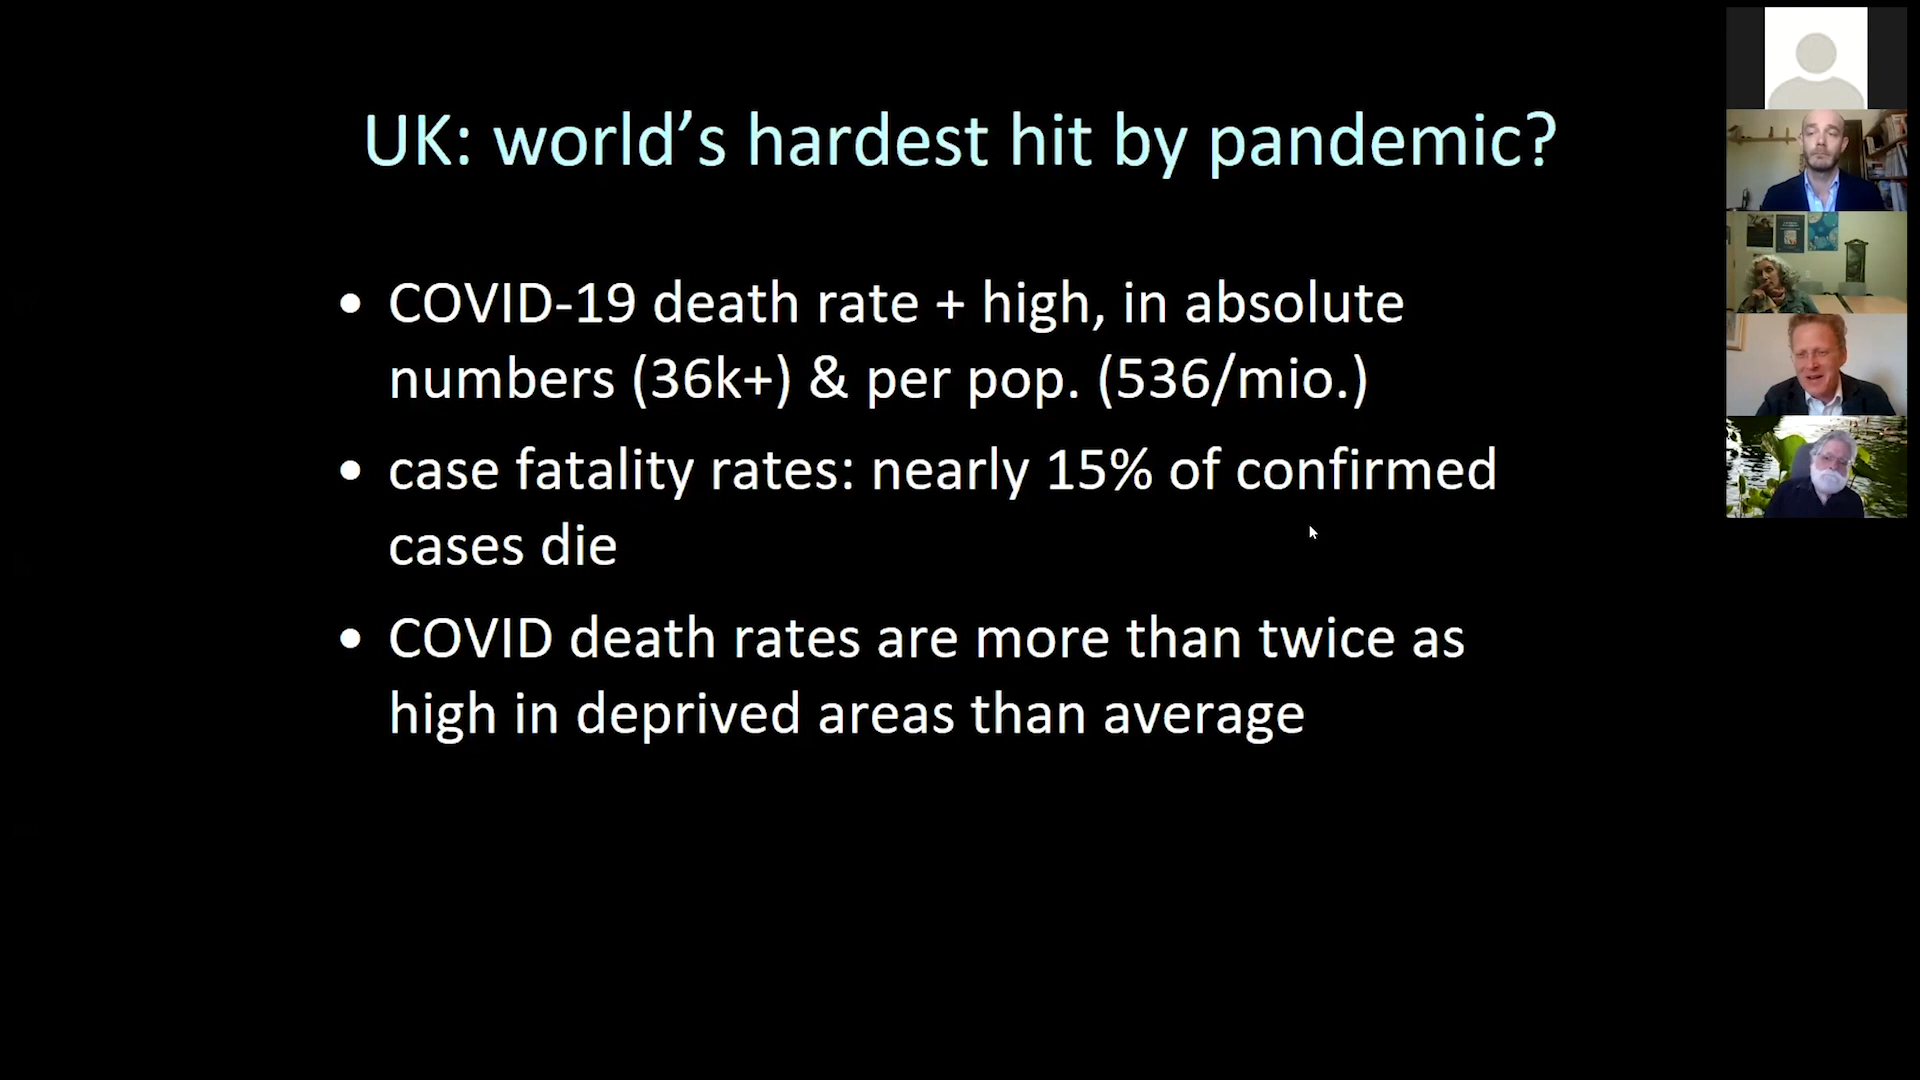 UK: world’s hardest hit by pandemic?
• COVID-19 death rate + high, in absolute
numbers (36k+) & per pop. (536/mio.)
• case fatality rates: nearly 15% of confirmed
cases die
• COVID death rates are more than twice as
high in deprived areas than average